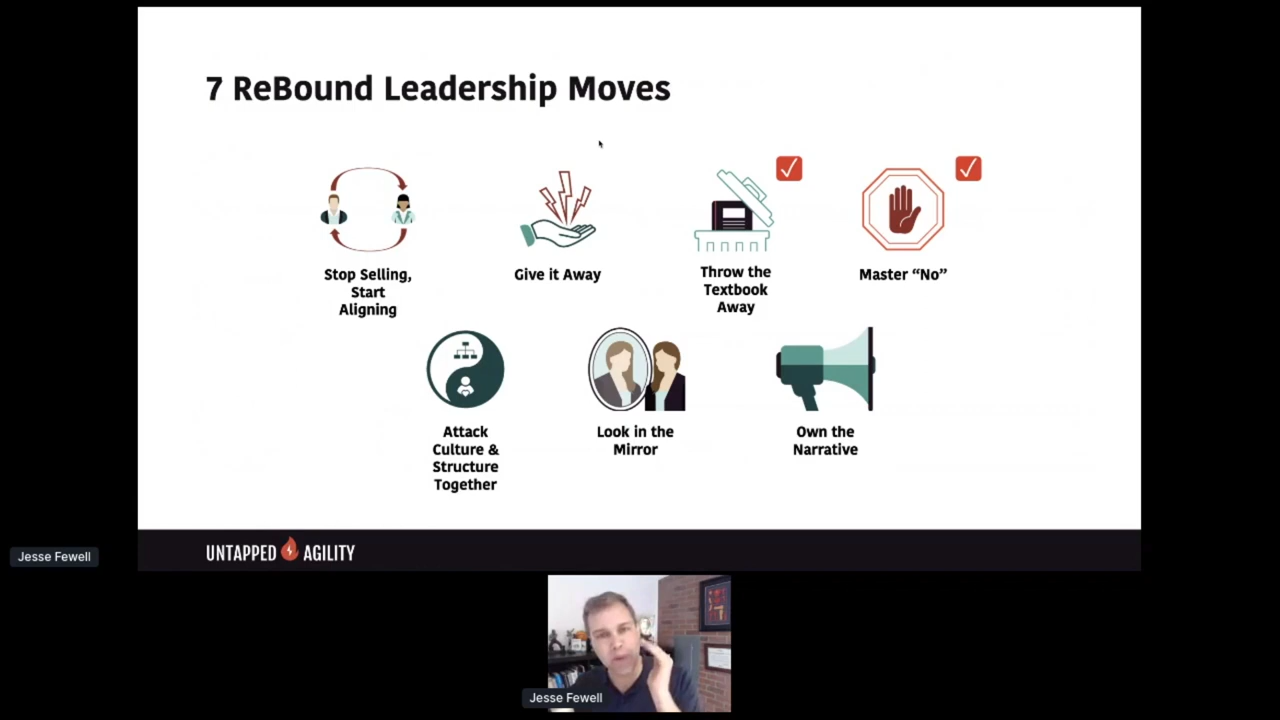 7 ReBound Leadership Moves
Stop Selling,
Start
Aligning
Give it Away
Throw the
Textbook
Away
Master “No”
Attack
Culture &
Structure
Together
Look in the
Mirror
Own the
Narrative
UNTAPPED AGILITY
Jesse Fewell
Jesse Fewell